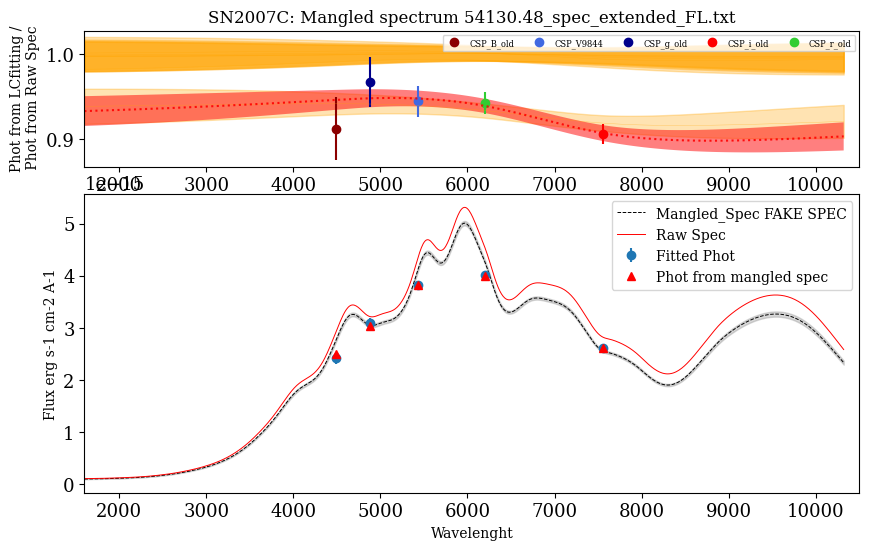 SN2007C: Mangled spectrum 54130.48_spec_extended_FL.txt
Phot from LCfitting /
Phot from Raw Spec
1.0
0.9
CSP_B_old
CSP_V9844
CSP_g_old
CSP_i_old
CSP_r_old
2000 3000 4000 5000 6000 7000 8000 9000 10000
1e−15
Flux erg s-1 cm-2 A-1
5
4
3
2
1
0
Mangled_Spec FAKE SPEC
Raw Spec
Fitted Phot
Phot from mangled spec
2000 3000 4000 5000 6000 7000 8000 9000 10000
Wavelenght